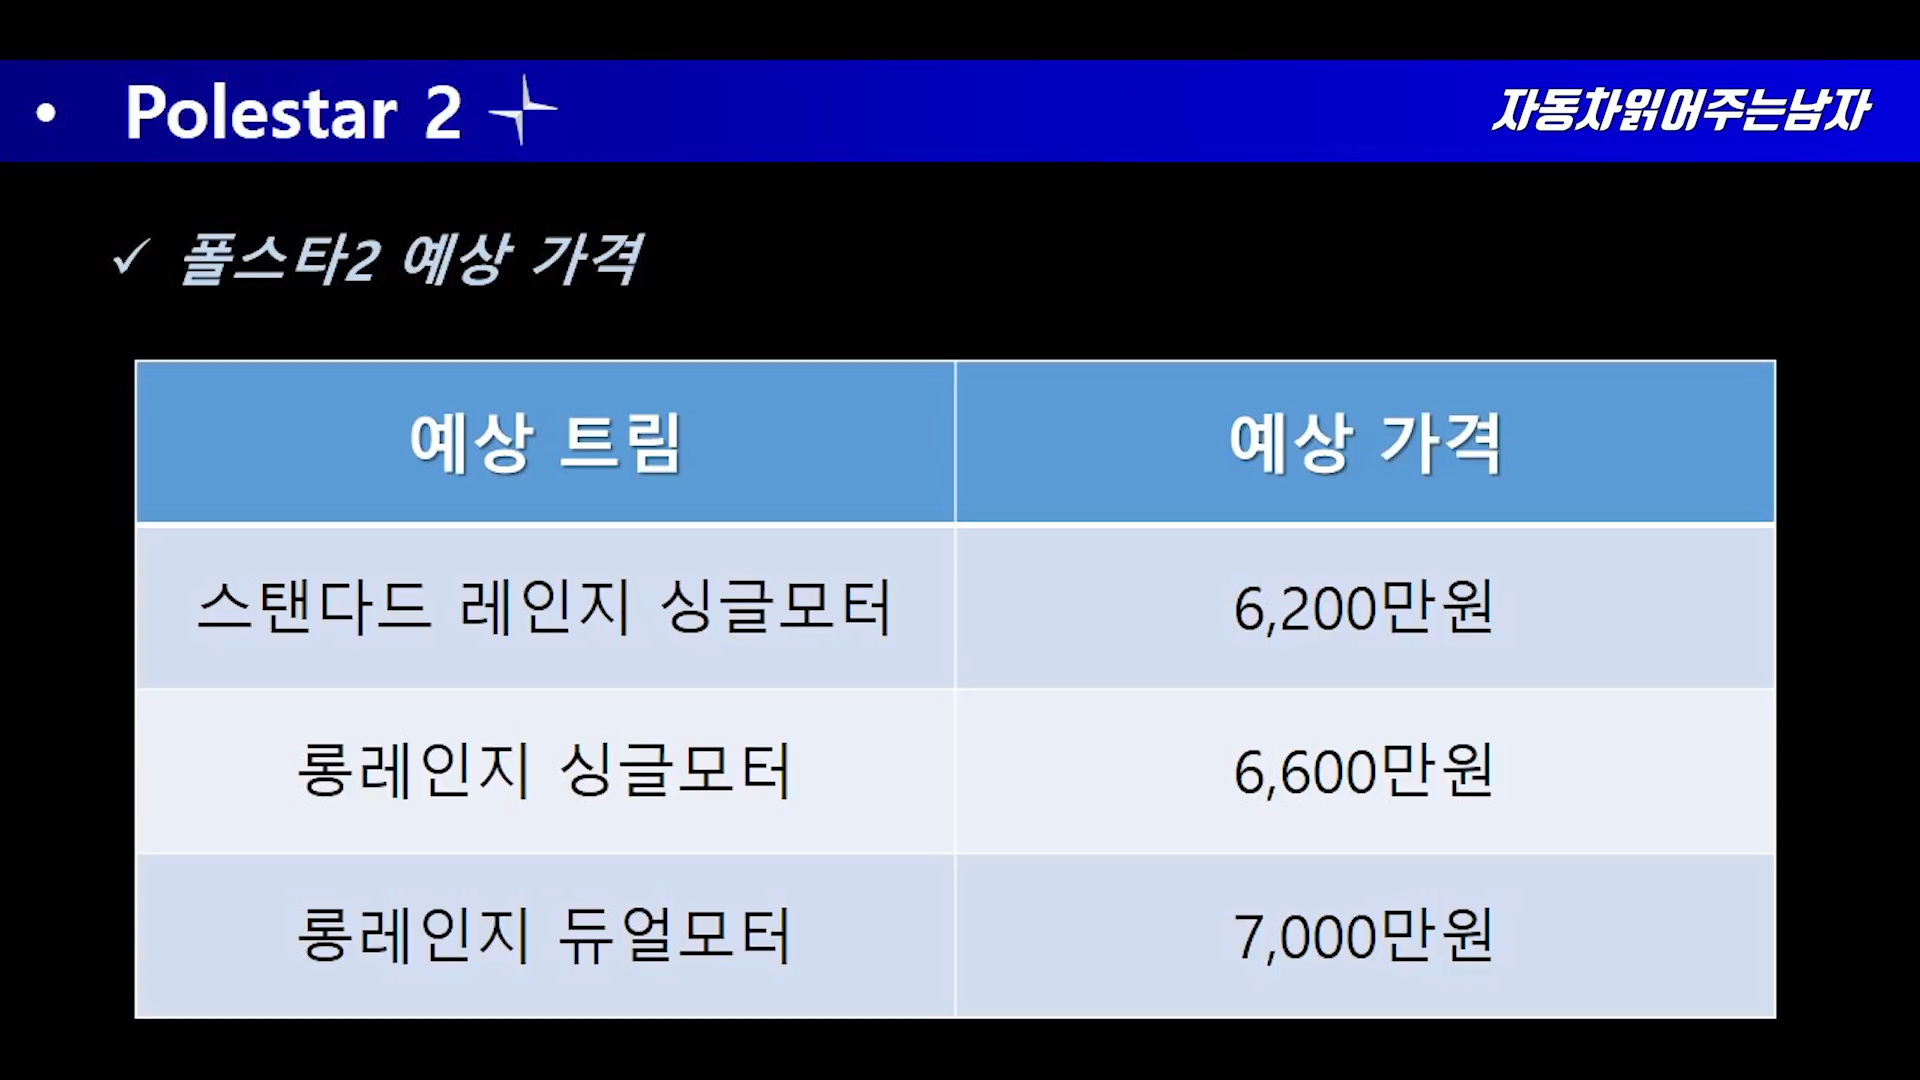 • Polestar 2
자동차읽어주는남자
✓ 폴스타2 예상 가격
예상 트림 예상 가격
스탠다드 레인지 싱글모터 6,200만원
롱레인지 싱글모터 6,600만원
롱레인지 듀얼모터 7,000만원